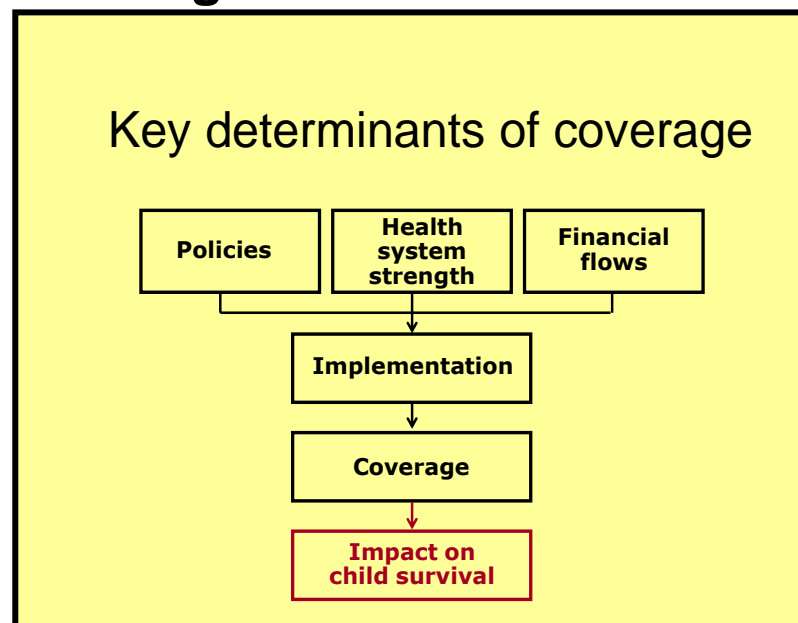 Key determinants of coverage
Policies
Health
system
strength
Financial
flows
Implementation
Coverage
Impact on
child survival